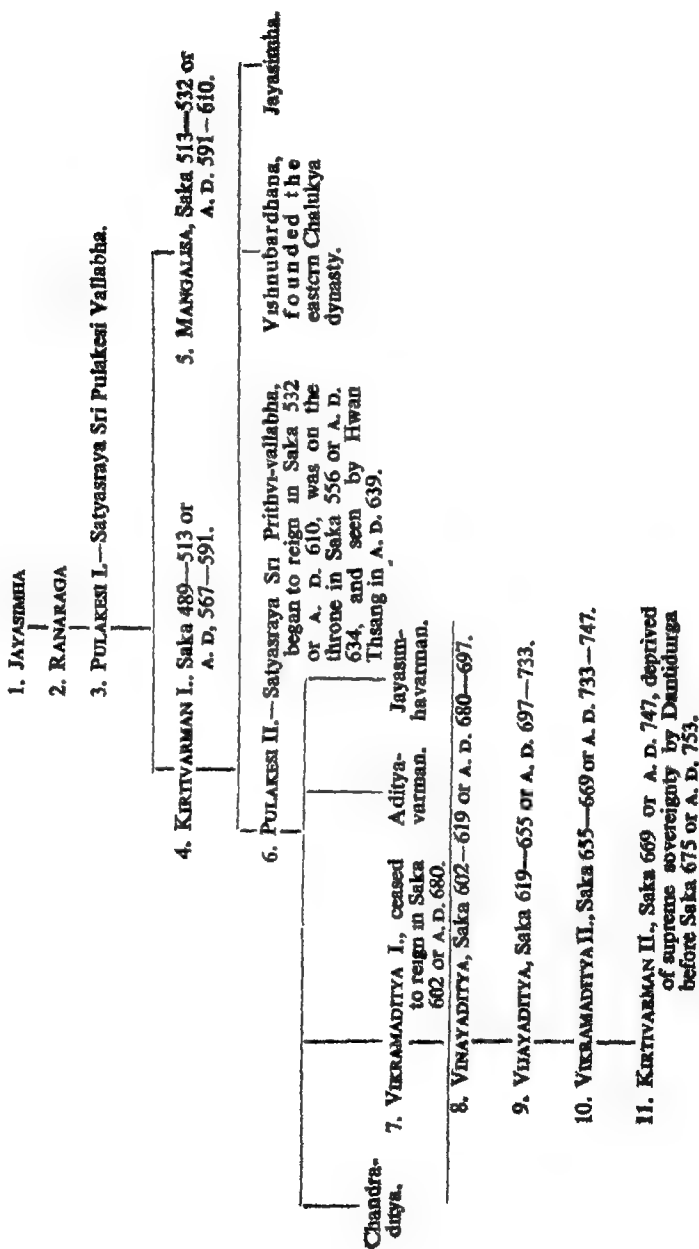 1. JAYASIMHA
2. RANARAGA
3. PULAKESI I.—Satyasraya Sri Pulakesi Vallabha.
4. KIRTIVARMAN I.. Saka 489—513 or
A. D. 567—591.
5. MANGALISA, Saka 513—532 or
A. D. 591—610.
6. PULAKESI II.—Satyasraya Sri Prithvi-vallabha,
began to reign in Saka 532
or A. D. 610, was on the
throne in Saka 556 or A. D.
634, and seen by Hwan
Thsang in A. D. 639.
Vishnubardhana,
founded the
eastern Chalukya
dynasty.
Jayasimha.
Chandra-
ditya.
7. VIKRAMADITYA I., ceased
to reign in Saka
602 or A. D. 680.
Aditya-
varman.
Jayasim-
havarman.
8. VINAYADITYA, Saka 602—619 or A. D. 680—697.
9. VIJAYADITYA, Saka 619—655 or A. D. 697—733.
10. VIKRAMADITYA II., Saka 655—669 or A. D. 733—747.
11. KIRTIVARMAN II., Saka 669 or A. D. 747, deprived
of supreme sovereignty by Dantidurga
before Saka 675 or A. D. 753.